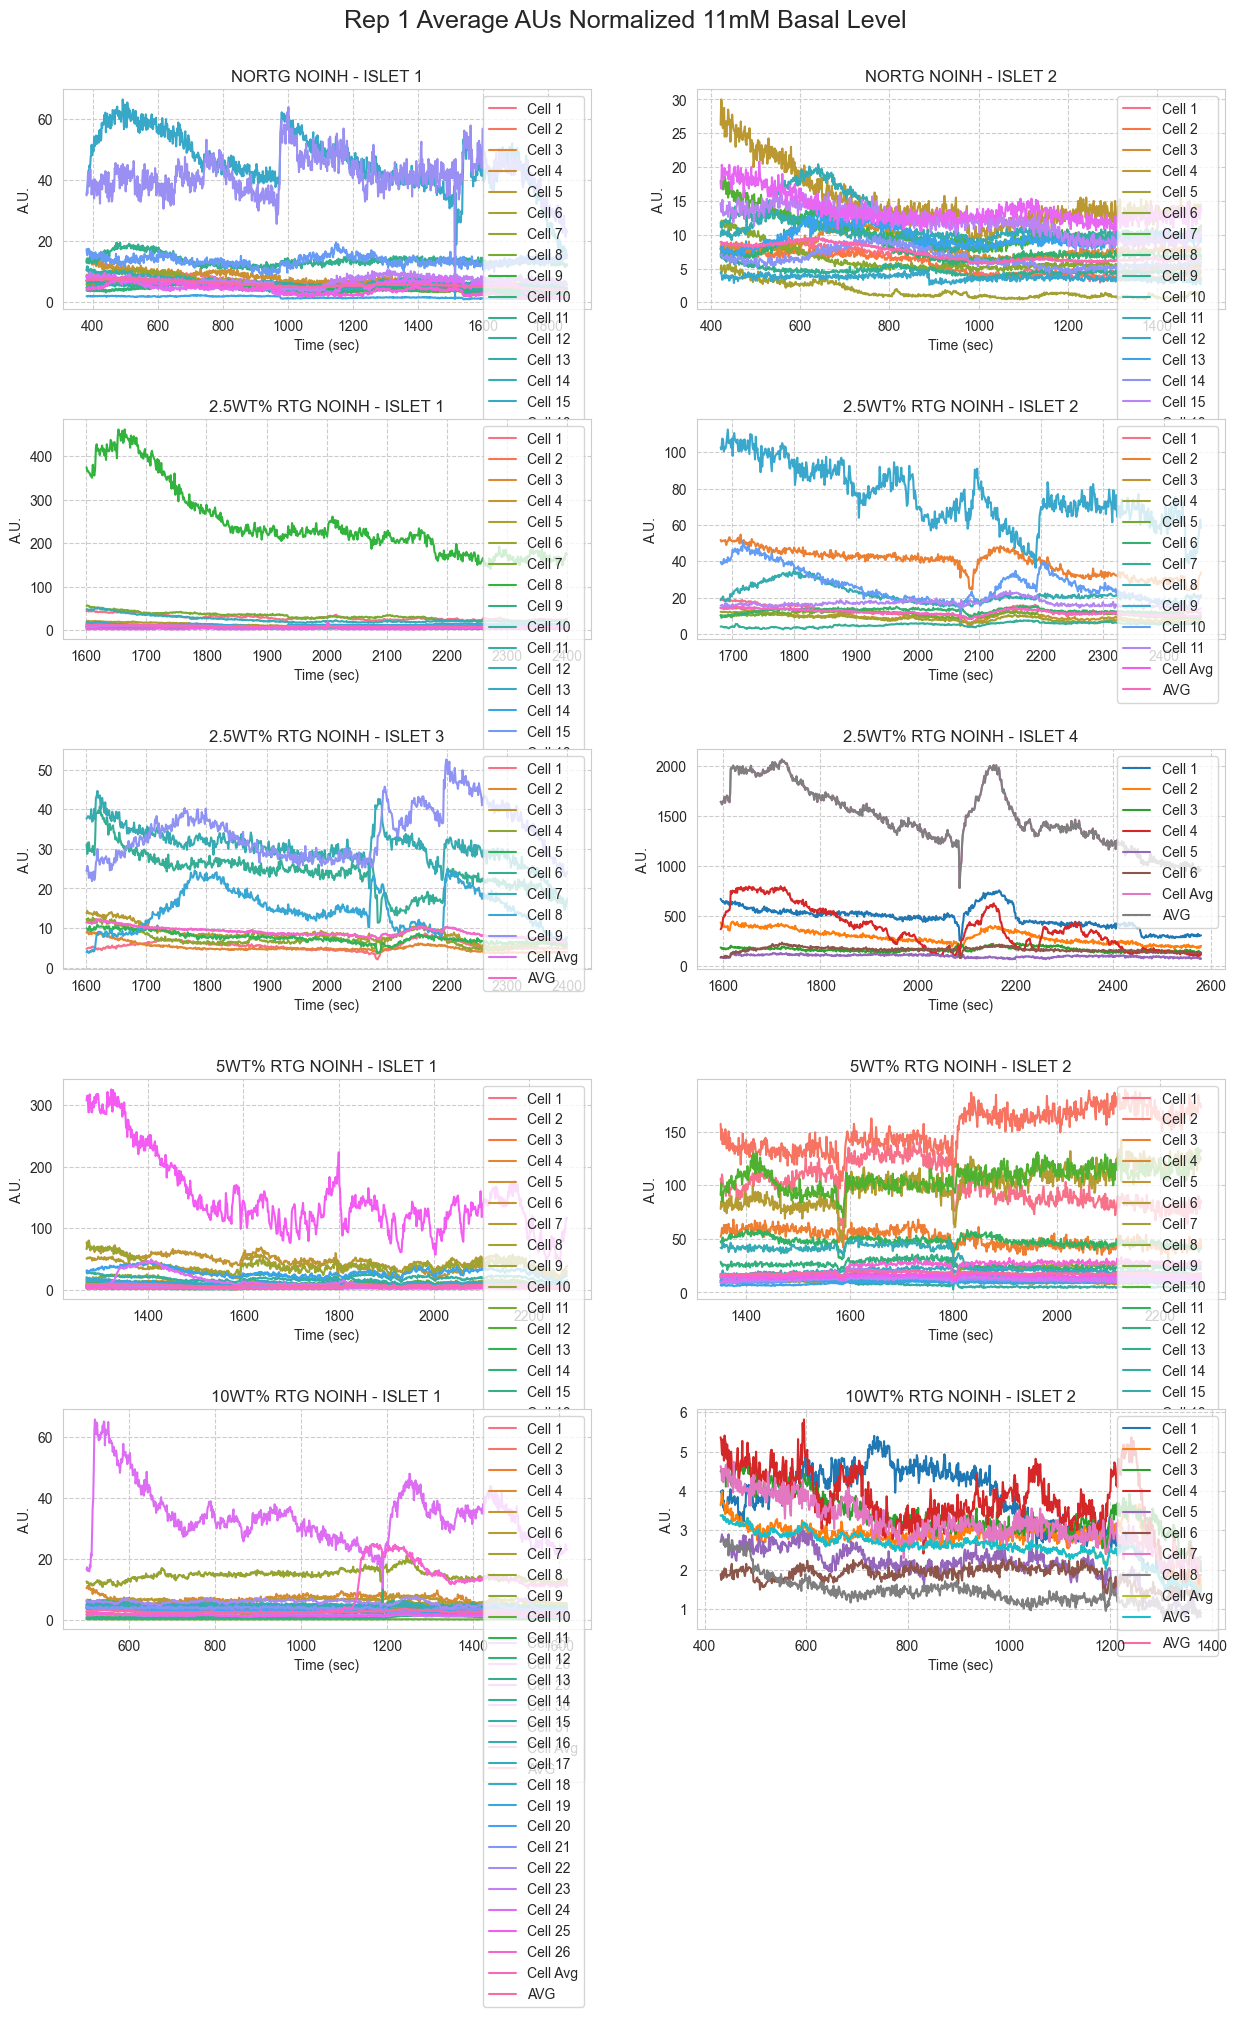 Rep 1 Average AUs Normalized 11mM Basal Level
NORTG NOINH - ISLET 1
A.U.
60
40
20
0
400 600 800 1000 1200 1400 1600 1800
Time (sec)
Cell 1
Cell 2
Cell 3
Cell 4
Cell 5
Cell 6
Cell 7
Cell 8
Cell 9
Cell 10
Cell 11
Cell 12
Cell 13
Cell 14
Cell 15
NORTG NOINH - ISLET 2
A.U.
30
25
20
15
10
5
0
400 600 800 1000 1200 1400
Time (sec)
Cell 1
Cell 2
Cell 3
Cell 4
Cell 5
Cell 6
Cell 7
Cell 8
Cell 9
Cell 10
Cell 11
Cell 12
Cell 13
Cell 14
Cell 15
2.5WT% RTG NOINH - ISLET 1
A.U.
400
300
200
100
0
1600 1700 1800 1900 2000 2100 2200 2300 2400
Time (sec)
Cell 1
Cell 2
Cell 3
Cell 4
Cell 5
Cell 6
Cell 7
Cell 8
Cell 9
Cell 10
Cell 11
Cell 12
Cell 13
Cell 14
Cell 15
2.5WT% RTG NOINH - ISLET 2
A.U.
100
80
60
40
20
0
1700 1800 1900 2000 2100 2200 2300 2400
Time (sec)
Cell 1
Cell 2
Cell 3
Cell 4
Cell 5
Cell 6
Cell 7
Cell 8
Cell 9
Cell 10
Cell 11
Cell Avg
AVG
2.5WT% RTG NOINH - ISLET 3
A.U.
50
40
30
20
10
0
1600 1700 1800 1900 2000 2100 2200 2300 2400
Time (sec)
Cell 1
Cell 2
Cell 3
Cell 4
Cell 5
Cell 6
Cell 7
Cell 8
Cell 9
Cell Avg
AVG
2.5WT% RTG NOINH - ISLET 4
A.U.
2000
1500
1000
500
0
1600 1800 2000 2200 2400 2600
Time (sec)
Cell 1
Cell 2
Cell 3
Cell 4
Cell 5
Cell 6
Cell Avg
AVG
5WT% RTG NOINH - ISLET 1
A.U.
300
200
100
0
1400 1600 1800 2000 2200
Time (sec)
Cell 1
Cell 2
Cell 3
Cell 4
Cell 5
Cell 6
Cell 7
Cell 8
Cell 9
Cell 10
Cell 11
Cell 12
Cell 13
Cell 14
Cell 15
5WT% RTG NOINH - ISLET 2
A.U.
150
100
50
0
1400 1600 1800 2000 2200
Time (sec)
Cell 1
Cell 2
Cell 3
Cell 4
Cell 5
Cell 6
Cell 7
Cell 8
Cell 9
Cell 10
Cell 11
Cell 12
Cell 13
Cell 14
Cell 15
10WT% RTG NOINH - ISLET 1
A.U.
60
40
20
0
600 800 1000 1200 1400 1600
Time (sec)
Cell 1
Cell 2
Cell 3
Cell 4
Cell 5
Cell 6
Cell 7
Cell 8
Cell 9
Cell 10
Cell 11
Cell 12
Cell 13
Cell 14
Cell 15
Cell 16
Cell 17
Cell 18
Cell 19
Cell 20
Cell 21
Cell 22
Cell 23
Cell 24
Cell 25
Cell 26
Cell Avg
AVG
10WT% RTG NOINH - ISLET 2
A.U.
6
5
4
3
2
1
400 600 800 1000 1200 1400
Time (sec)
Cell 1
Cell 2
Cell 3
Cell 4
Cell 5
Cell 6
Cell 7
Cell 8
Cell Avg
AVG
AVG